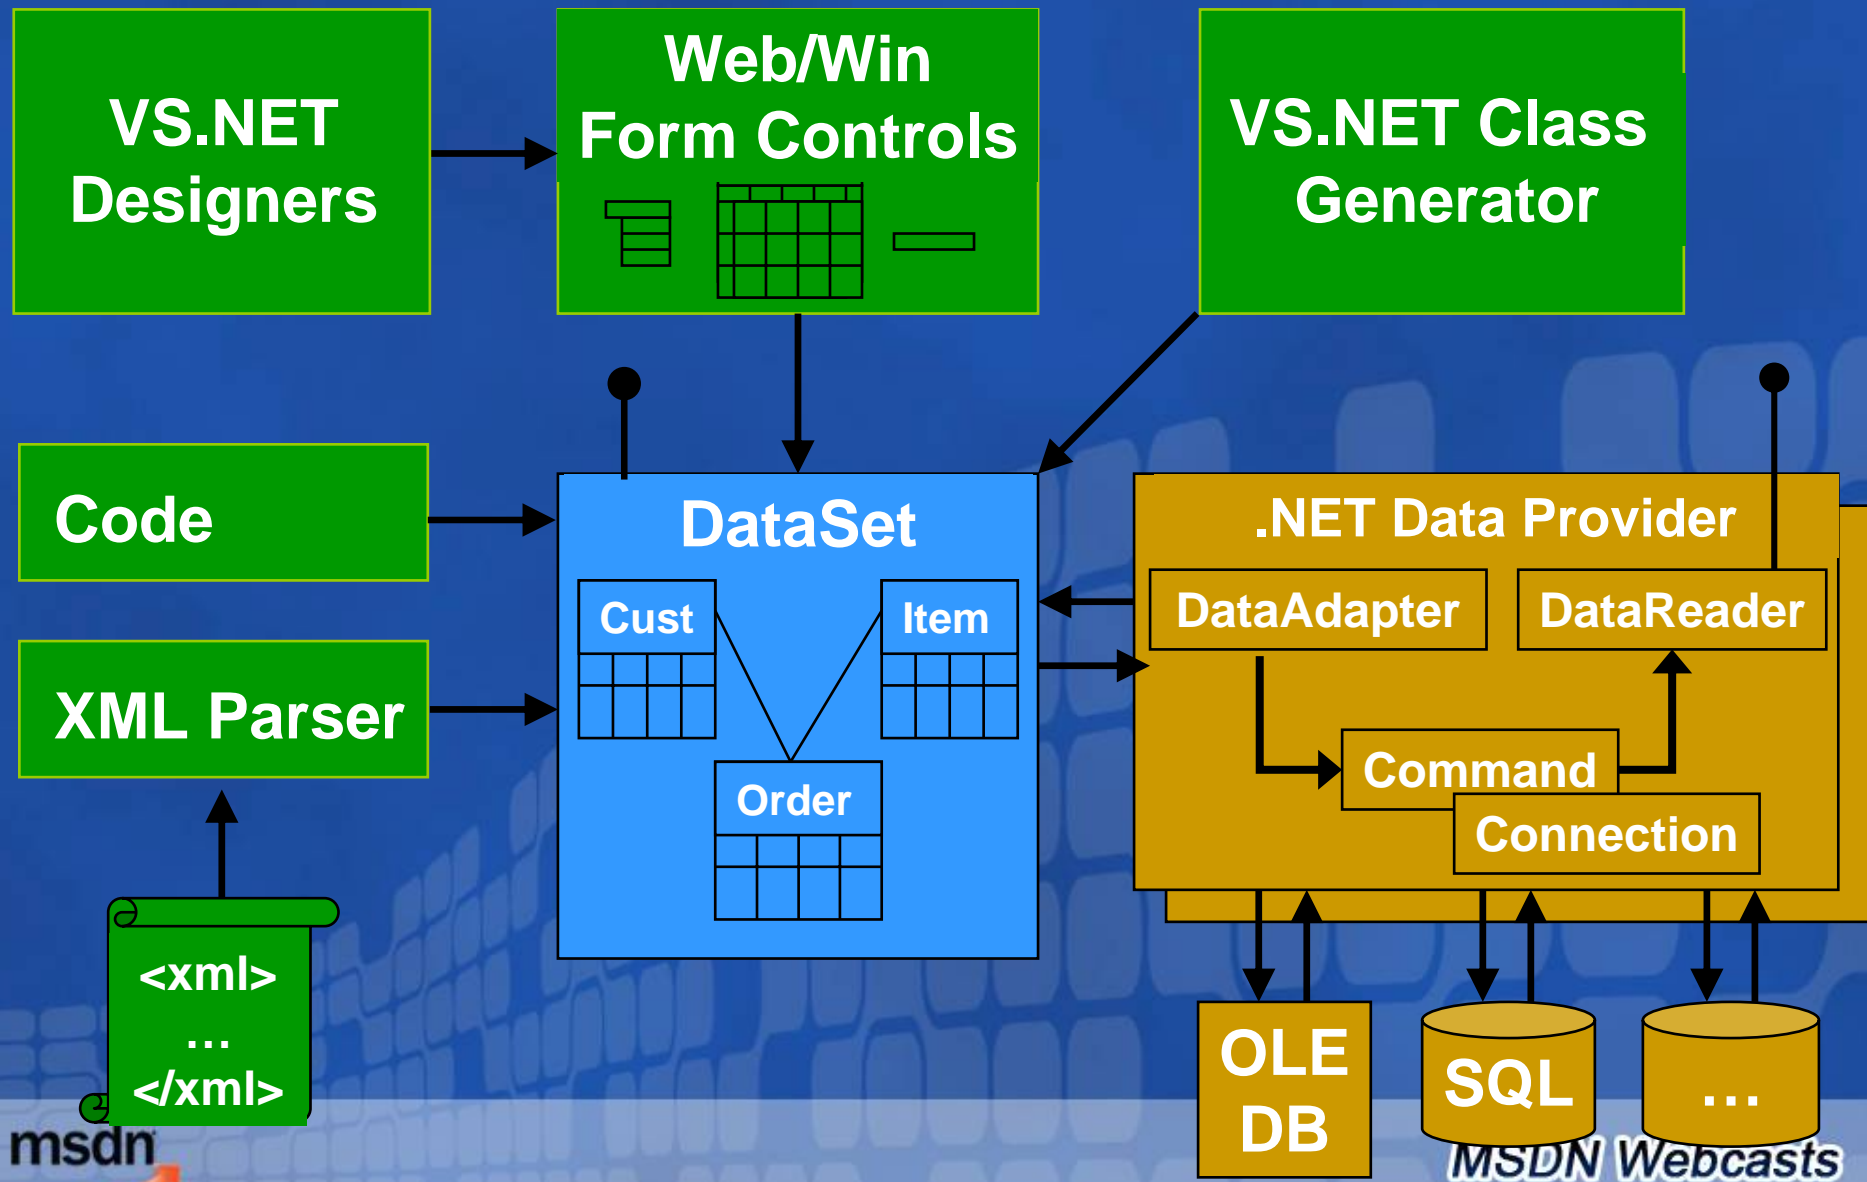 VS.NET
Designers
Web/Win
Form Controls
VS.NET Class
Generator
Code
XML Parser
<xml>
...
</xml>
DataSet
Cust
Item
Order
.NET Data Provider
DataAdapter
DataReader
Command
Connection
OLE
DB
SQL
...
msdn
MSDN Webcasts